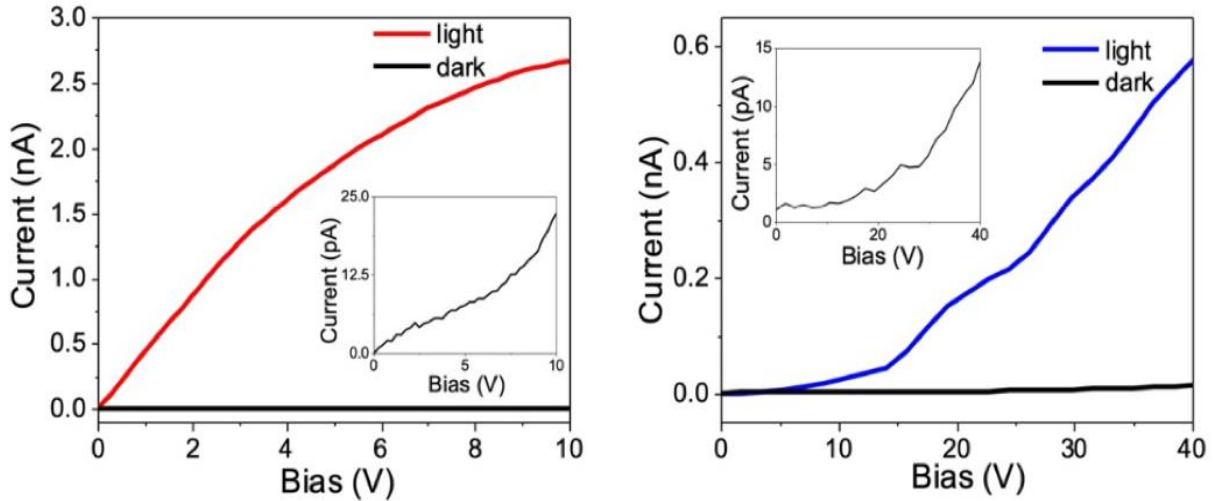 3.0
2.5
2.0
1.5
1.0
0.5
0.0
Current (nA)
light
dark
25.0
12.5
0.0
Current (pA)
0 5 10
Bias (V)
0 2 4 6 8 10
Bias (V)
0.6
0.4
0.2
0.0
Current (nA)
15
10
5
0
Current (pA)
0 20 40
Bias (V)
light
dark
0 10 20 30 40
Bias (V)